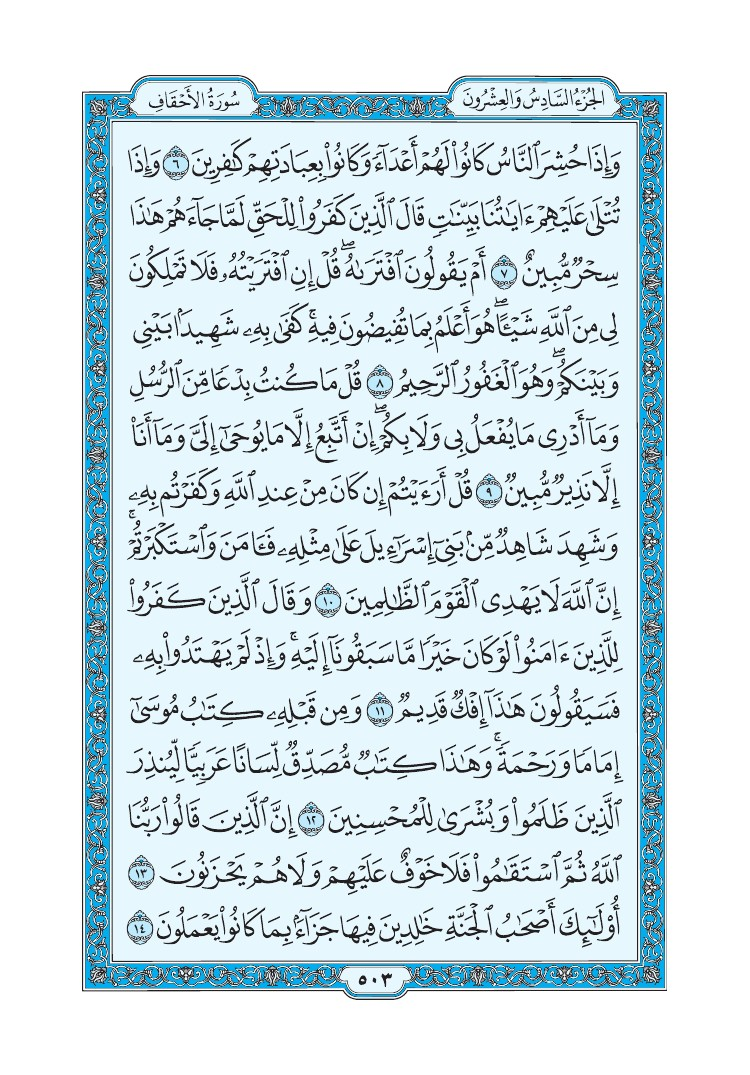 الجُزْءُ السَّادِسُ وَالعِشْرُونَ
سُورَةُ الأَحْقَافِ
وَإِذَا حُشِرَ ٱلنَّاسُ كَانُوا۟ لَهُمْ أَعْدَآءً وَكَانُوا۟ بِعِبَادَتِهِمْ كَٰفِرِينَ ٦ وَإِذَا
تُتْلَىٰ عَلَيْهِمْ ءَايَٰتُنَا بَيِّنَٰتٍ قَالَ ٱلَّذِينَ كَفَرُوا۟ لِلْحَقِّ لَمَّا جَآءَهُمْ هَٰذَا
سِحْرٌ مُّبِينٌ ٧ أَمْ يَقُولُونَ ٱفْتَرَىٰهُ ۖ قُلْ إِنِ ٱفْتَرَيْتُهُۥ فَلَا تَمْلِكُونَ
لِى مِنَ ٱللَّهِ شَيْـًٔا ۖ هُوَ أَعْلَمُ بِمَا تُفِيضُونَ فِيهِ ۚ كَفَىٰ بِهِۦ شَهِيدًۢا بَيْنِى
وَبَيْنَكُمْ ۖ وَهُوَ ٱلْغَفُورُ ٱلرَّحِيمُ ٨ قُلْ مَا كُنتُ بِدْعًا مِّنَ ٱلرُّسُلِ
وَمَآ أَدْرِى مَا يُفْعَلُ بِى وَلَا بِكُمْ ۖ إِنْ أَتَّبِعُ إِلَّا مَا يُوحَىٰٓ إِلَىَّ وَمَآ أَنَا۠
إِلَّا نَذِيرٌ مُّبِينٌ ٩ قُلْ أَرَءَيْتُمْ إِن كَانَ مِنْ عِندِ ٱللَّهِ وَكَفَرْتُم بِهِۦ
وَشَهِدَ شَاهِدٌ مِّنۢ بَنِىٓ إِسْرَٰٓءِيلَ عَلَىٰ مِثْلِهِۦ فَـَٔامَنَ وَٱسْتَكْبَرْتُمْ ۚ
إِنَّ ٱللَّهَ لَا يَهْدِى ٱلْقَوْمَ ٱلظَّٰلِمِينَ ١٠ وَقَالَ ٱلَّذِينَ كَفَرُوا۟
لِلَّذِينَ ءَامَنُوا۟ لَوْ كَانَ خَيْرًا مَّا سَبَقُونَآ إِلَيْهِ ۚ وَإِذْ لَمْ يَهْتَدُوا۟ بِهِۦ
فَسَيَقُولُونَ هَٰذَآ إِفْكٌ قَدِيمٌ ١١ وَمِن قَبْلِهِۦ كِتَٰبُ مُوسَىٰٓ
إِمَامًا وَرَحْمَةً ۚ وَهَٰذَا كِتَٰبٌ مُّصَدِّقٌ لِّسَانًا عَرَبِيًّا لِّيُنذِرَ
ٱلَّذِينَ ظَلَمُوا۟ وَبُشْرَىٰ لِلْمُحْسِنِينَ ١٢ إِنَّ ٱلَّذِينَ قَالُوا۟ رَبُّنَا
ٱللَّهُ ثُمَّ ٱسْتَقَٰمُوا۟ فَلَا خَوْفٌ عَلَيْهِمْ وَلَا هُمْ يَحْزَنُونَ ١٣
أُو۟لَٰٓئِكَ أَصْحَٰبُ ٱلْجَنَّةِ خَٰلِدِينَ فِيهَا جَزَآءًۢ بِمَا كَانُوا۟ يَعْمَلُونَ ١٤
٥٠٣